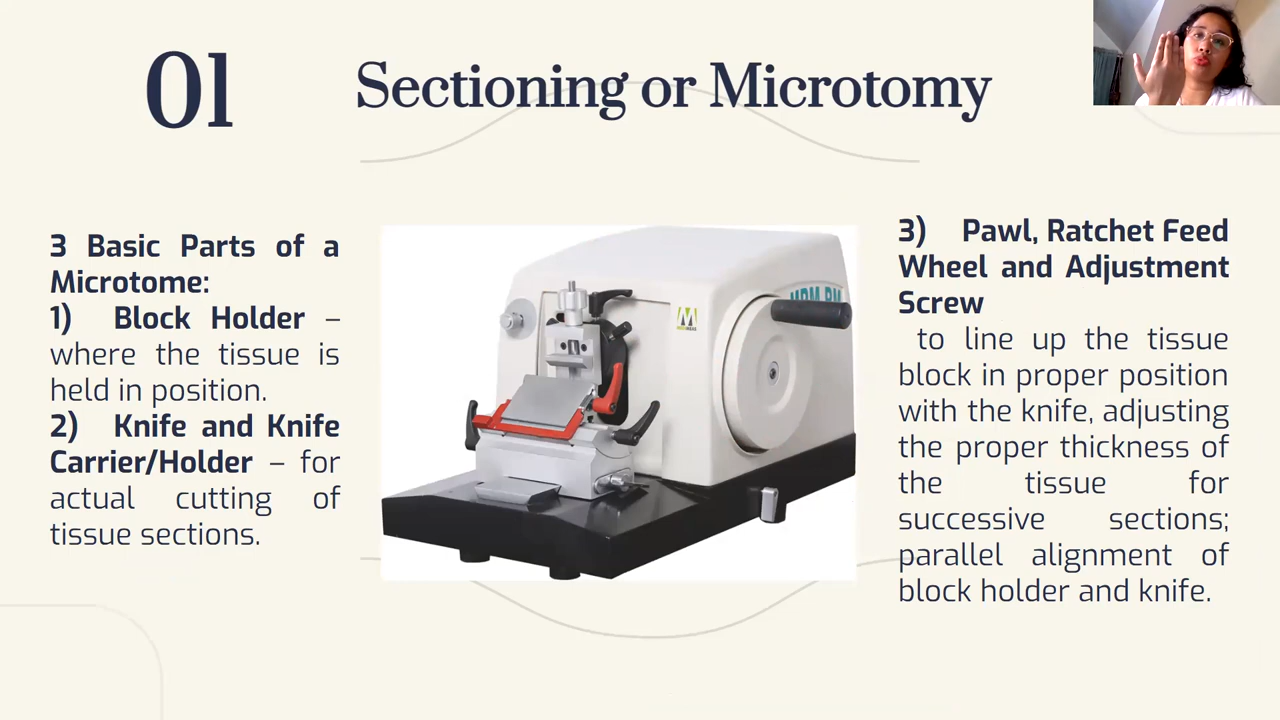 01
Sectioning or Microtomy
3 Basic Parts of a
Microtome:
1) Block Holder –
where the tissue is
held in position.
2) Knife and Knife
Carrier/Holder – for
actual cutting of
tissue sections.
3) Pawl, Ratchet Feed
Wheel and Adjustment
Screw
to line up the tissue
block in proper position
with the knife, adjusting
the proper thickness of
the tissue for
successive sections;
parallel alignment of
block holder and knife.